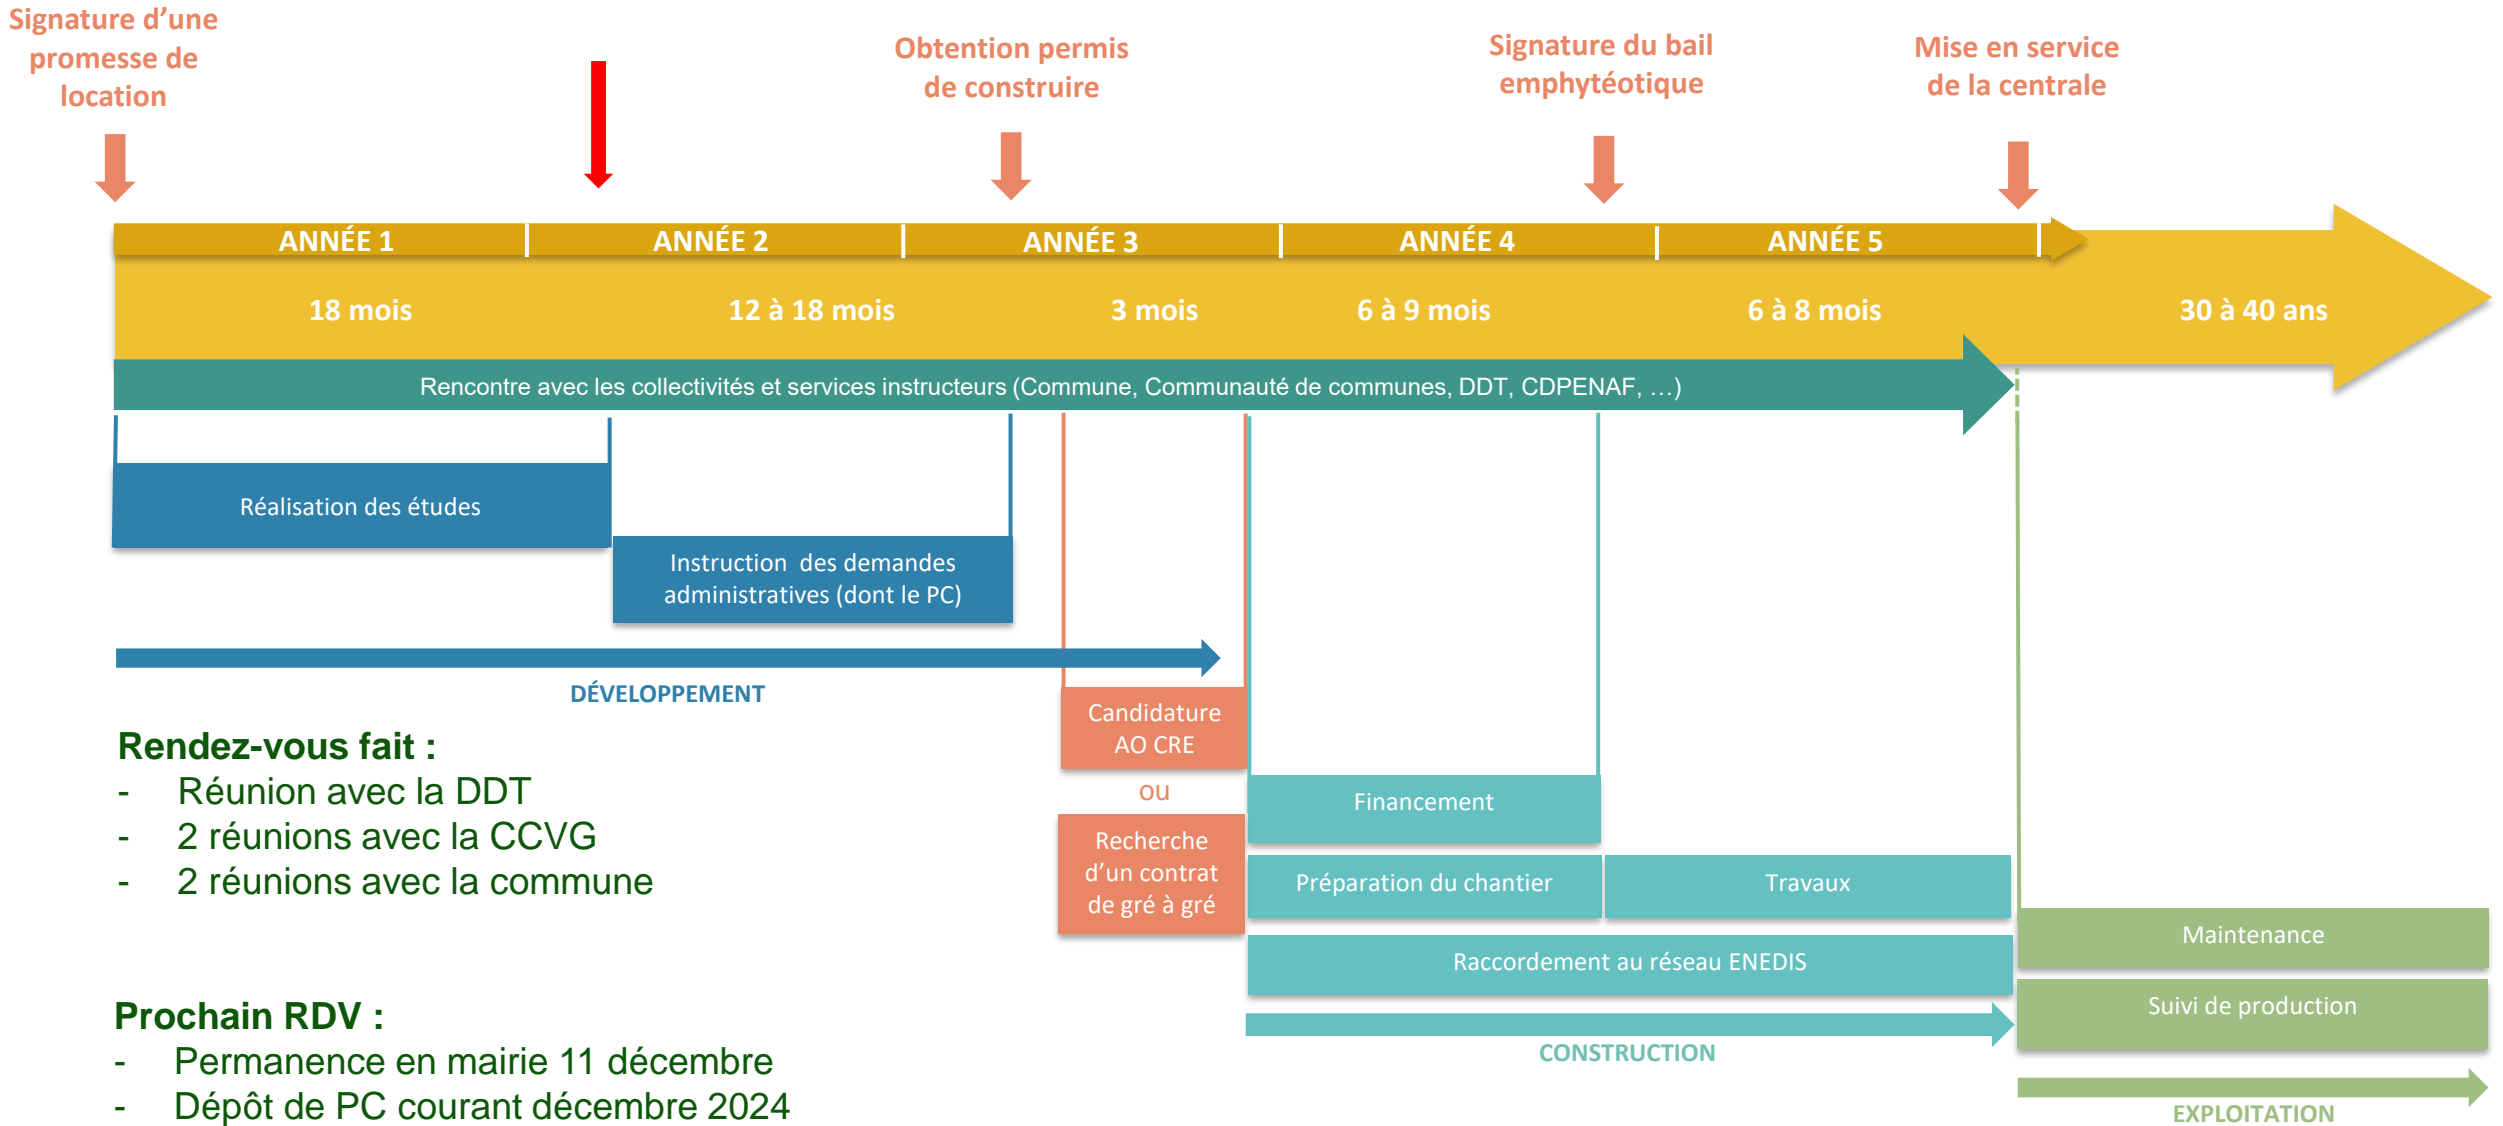 Signature d’une
promesse de
location
Obtention permis
de construire
Signature du bail
emphytéotique
Mise en service
de la centrale
ANNÉE 1
ANNÉE 2
ANNÉE 3
ANNÉE 4
ANNÉE 5
18 mois
12 à 18 mois
3 mois
6 à 9 mois
6 à 8 mois
30 à 40 ans
Rencontre avec les collectivités et services instructeurs (Commune, Communauté de communes, DDT, CDPENAF, …)
Réalisation des études
Instruction des demandes
administratives (dont le PC)
DÉVELOPPEMENT
Candidature
AO CRE
ou
Recherche
d’un contrat
de gré à gré
Financement
Préparation du chantier
Travaux
Raccordement au réseau ENEDIS
CONSTRUCTION
Maintenance
Suivi de production
EXPLOITATION
Rendez-vous fait :
- Réunion avec la DDT
- 2 réunions avec la CCVG
- 2 réunions avec la commune
Prochain RDV :
- Permanence en mairie 11 décembre
- Dépôt de PC courant décembre 2024